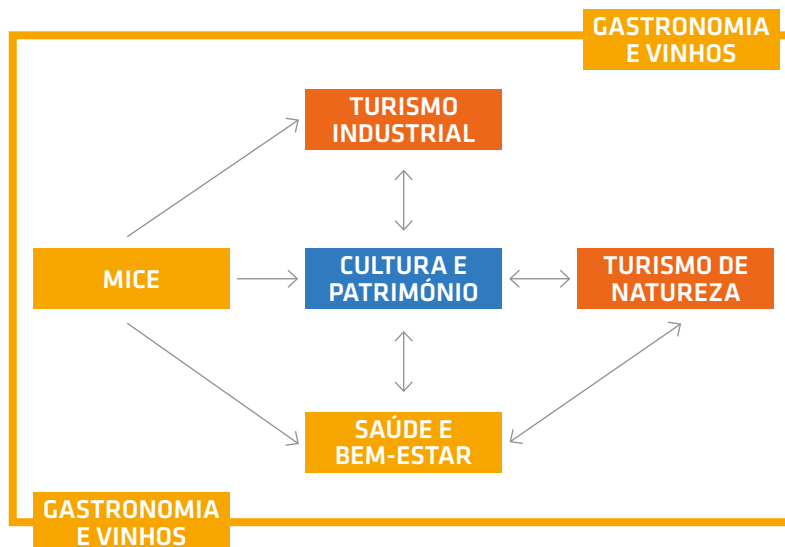 GASTRONOMIA
E VINHOS
TURISMO
INDUSTRIAL
MICE
CULTURA E
PATRIMÓNIO
TURISMO DE
NATUREZA
SAÚDE E
BEM-ESTAR
GASTRONOMIA
E VINHOS